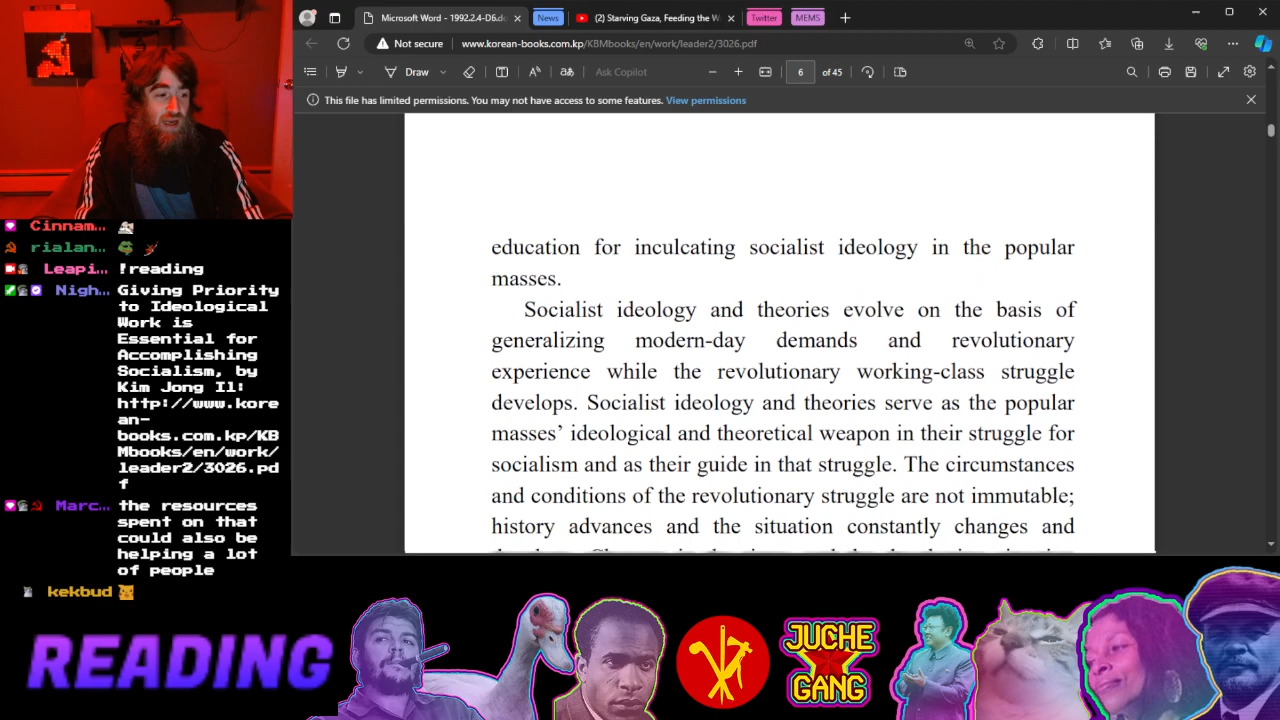 Microsoft Word - 1992.2.4-D6.do
News
(2) Starving Gaza, Feeding the W
Twitter
MEMS
Not secure
www.korean-books.com.kp/KBMbooks/en/work/leader2/3026.pdf
Draw
Ask Copilot
6
of 45
This file has limited permissions. You may not have access to some features. View permissions
education for inculcating socialist ideology in the popular
masses.
Socialist ideology and theories evolve on the basis of
generalizing modern-day demands and revolutionary
experience while the revolutionary working-class struggle
develops. Socialist ideology and theories serve as the popular
masses' ideological and theoretical weapon in their struggle for
socialism and as their guide in that struggle. The circumstances
and conditions of the revolutionary struggle are not immutable;
history advances and the situation constantly changes and
Cinnam...
rialan...
Leapi... !reading
Nigh... Giving Priority
to Ideological
Work is
Essential for
Accomplishing
Socialism, by
Kim Jong Il:
http://www.kore
an-
books.com.kp/KB
Mbooks/en/work/
leader2/3026.pd
f
Marc... the resources
spent on that
could also be
helping a lot
of people
kekbud
READING
JUCHE
GANG